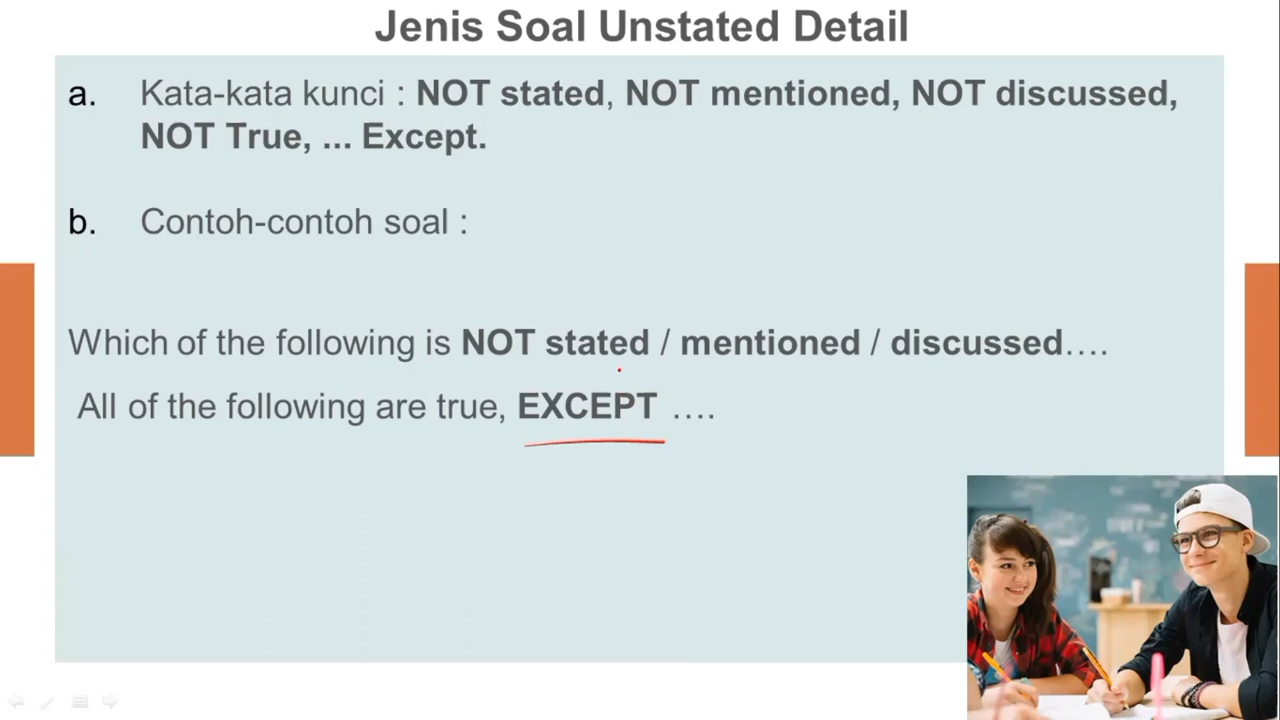 Jenis Soal Unstated Detail
a. Kata-kata kunci : NOT stated, NOT mentioned, NOT discussed,
NOT True, ... Except.
b. Contoh-contoh soal :
Which of the following is NOT stated / mentioned / discussed....
All of the following are true, EXCEPT ....